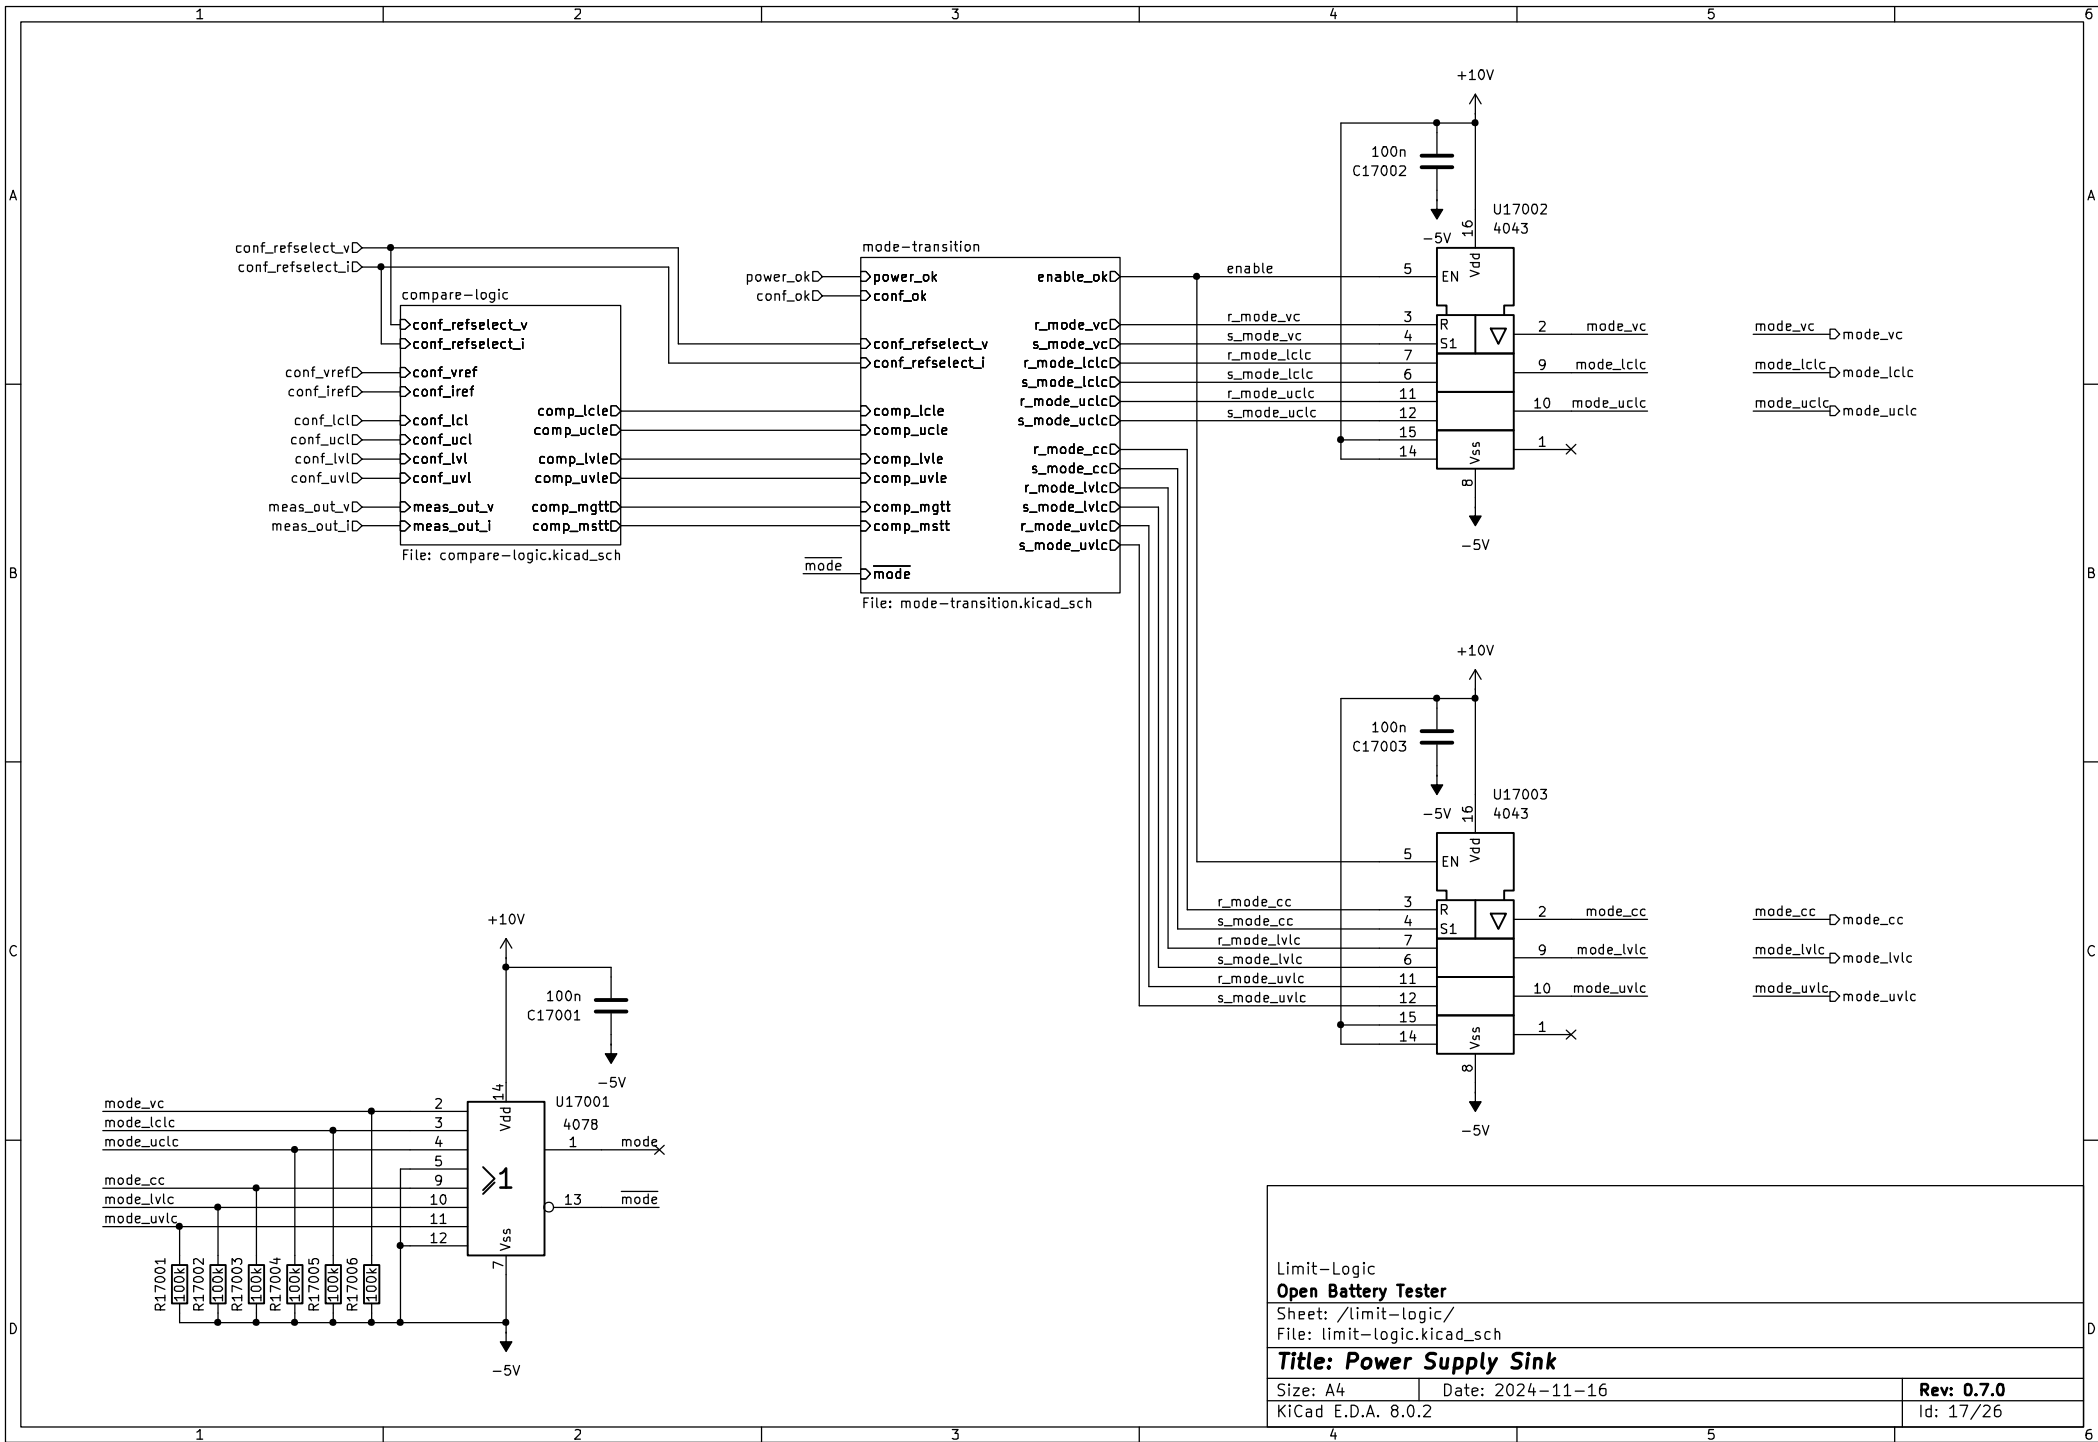 1 2 3 4 5 6
A
B
C
D
A
B
C
D
1 2 3 4 5 6
conf_refselect_v
conf_refselect_i
compare-logic
conf_refselect_v
conf_refselect_i
conf_vref conf_vref
conf_iref conf_iref
conf_lcl conf_lcl comp_lcle
conf_ucl conf_ucl comp_ucle
conf_lvl conf_lvl comp_lvle
conf_uvl conf_uvl comp_uvle
meas_out_v meas_out_v comp_mgtt
meas_out_i meas_out_i comp_mstt
File: compare-logic.kicad_sch
mode-transition
power_ok power_ok enable_ok
conf_ok conf_ok
r_mode_vc
conf_refselect_v s_mode_vc
conf_refselect_i r_mode_lclc
s_mode_lclc
comp_lcle r_mode_uclc
comp_ucle s_mode_uclc
r_mode_cc
comp_lvle s_mode_cc
comp_uvle r_mode_lvlc
comp_mgtt s_mode_lvlc
comp_mstt r_mode_uvlc
s_mode_uvlc
mode mode
File: mode-transition.kicad_sch
+10V
100n
C17002
-5V
U17002
4043
16
Vdd
enable 5 EN
r_mode_vc 3 R
s_mode_vc 4 S1
r_mode_lclc 7
s_mode_lclc 6
r_mode_uclc 11
s_mode_uclc 12
15
14
2 mode_vc mode_vc mode_vc
9 mode_lclc mode_lclc mode_lclc
10 mode_uclc mode_uclc mode_uclc
1
Vss
8
-5V
+10V
100n
C17003
-5V
U17003
4043
16
Vdd
5 EN
r_mode_cc 3 R
s_mode_cc 4 S1
r_mode_lvlc 7
s_mode_lvlc 6
r_mode_uvlc 11
s_mode_uvlc 12
15
14
2 mode_cc mode_cc mode_cc
9 mode_lvlc mode_lvlc mode_lvlc
10 mode_uvlc mode_uvlc mode_uvlc
1
Vss
8
-5V
+10V
100n
C17001
-5V
14
Vdd
U17001
4078
mode_vc 2
mode_lclc 3
mode_uclc 4
5
mode_cc 9
mode_lvlc 10
mode_uvlc 11
12
≥1
1 mode
13 mode
Vss
7
R17001 100k
R17002 100k
R17003 100k
R17004 100k
R17005 100k
R17006 100k
-5V
Limit-Logic
Open Battery Tester
Sheet: /limit-logic/
File: limit-logic.kicad_sch
Title: Power Supply Sink
Size: A4 Date: 2024-11-16 Rev: 0.7.0
KiCad E.D.A. 8.0.2 Id: 17/26